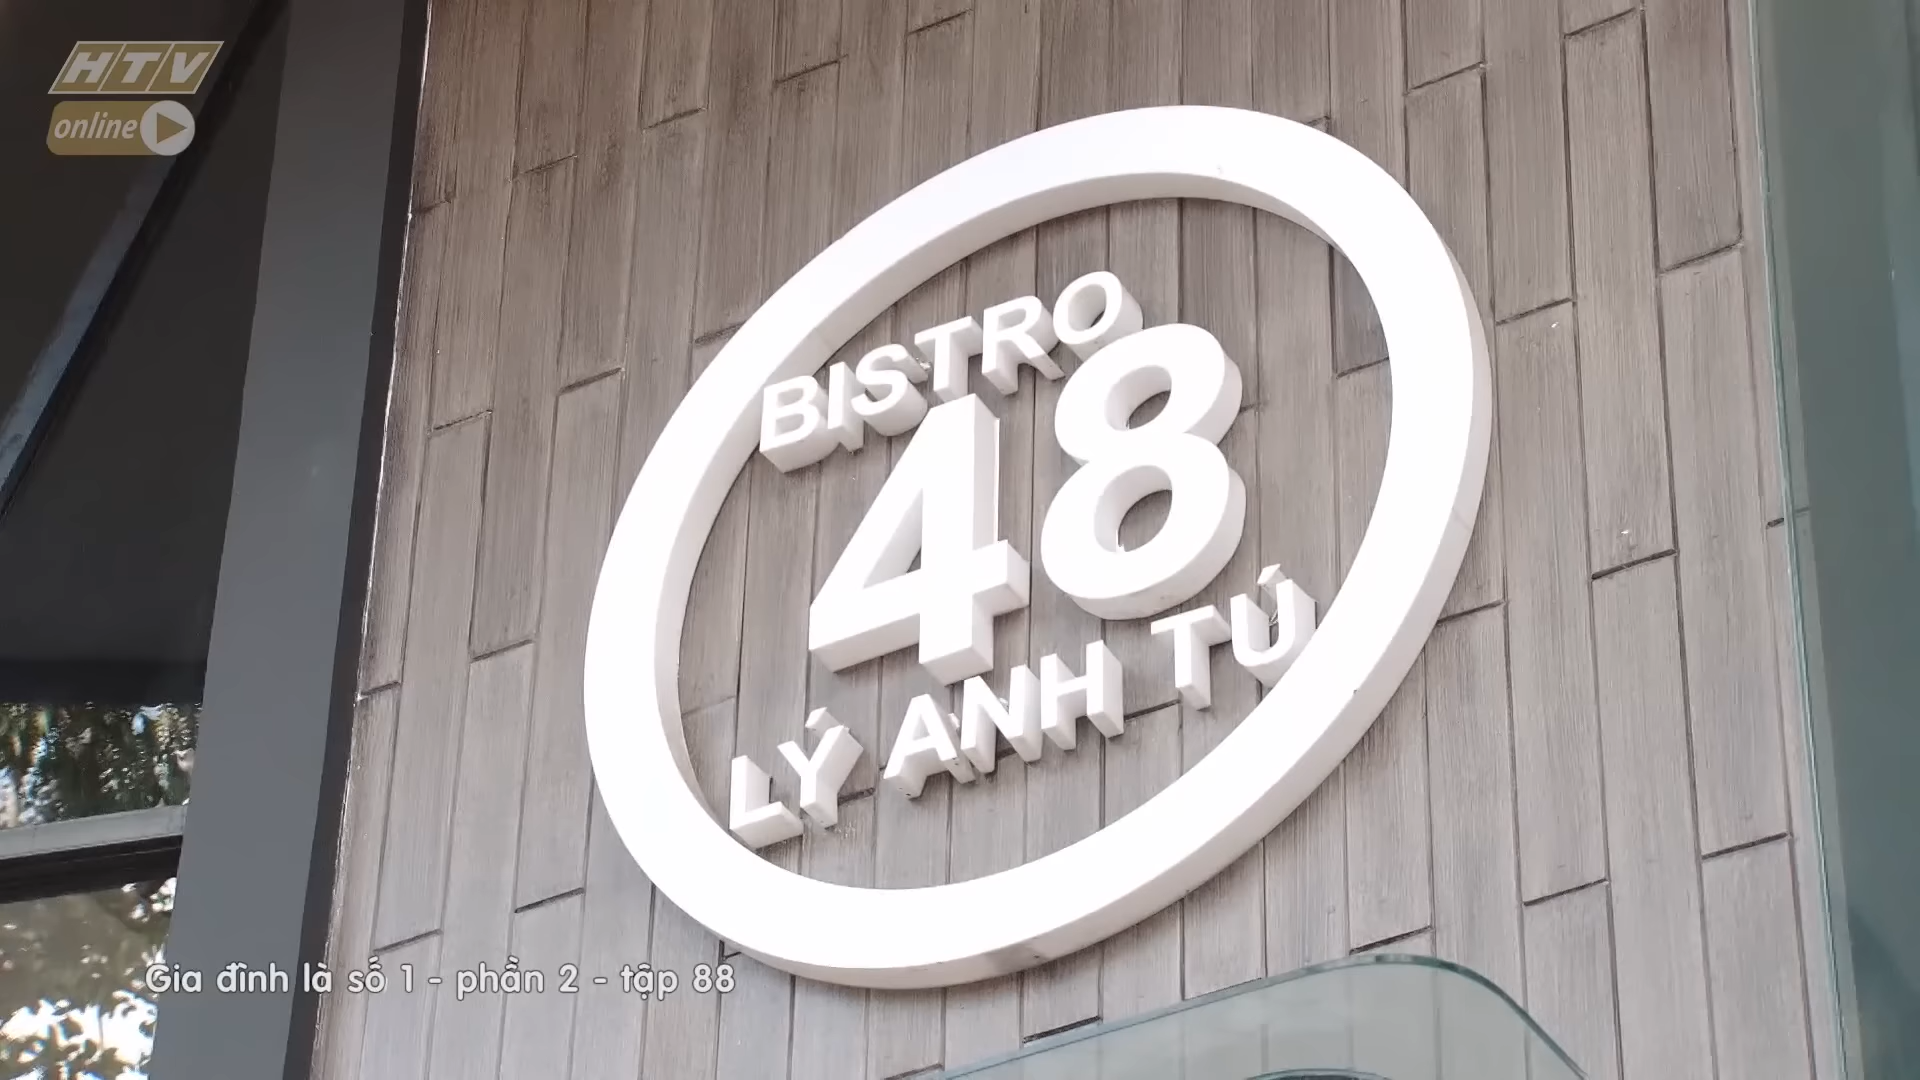 HTV
online
BISTRO
48
LÝ ANH TÚ
Gia đình là số 1 - phần 2 - tập 88